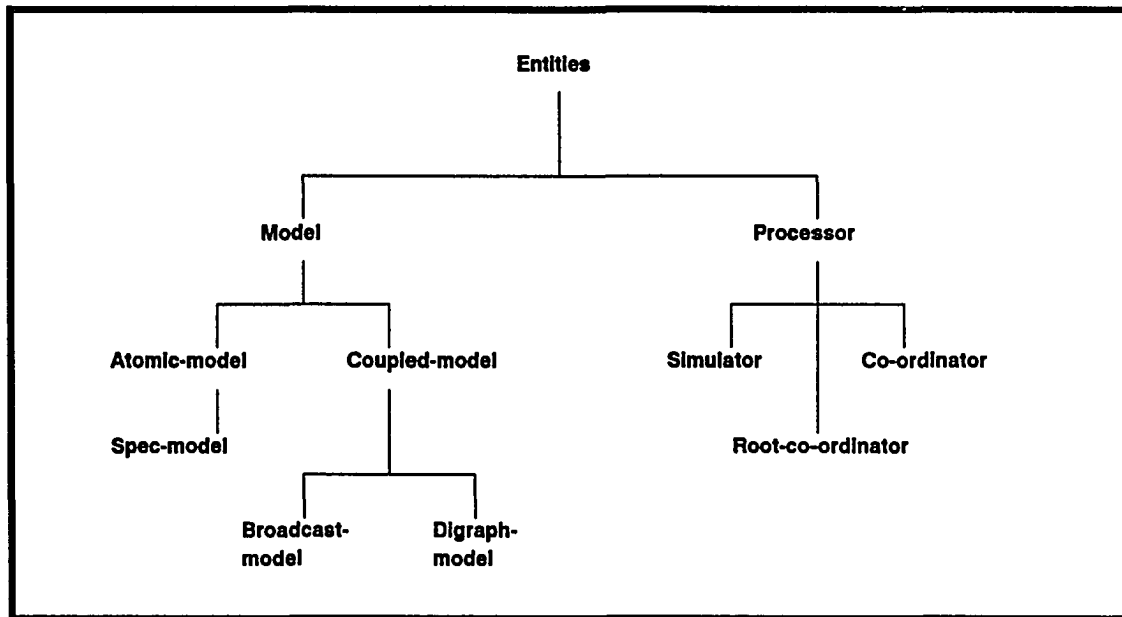 Entities
Model
Processor
Atomic-model
Coupled-model
Simulator
Co-ordinator
Spec-model
Root-co-ordinator
Broadcast-
model
Digraph-
model